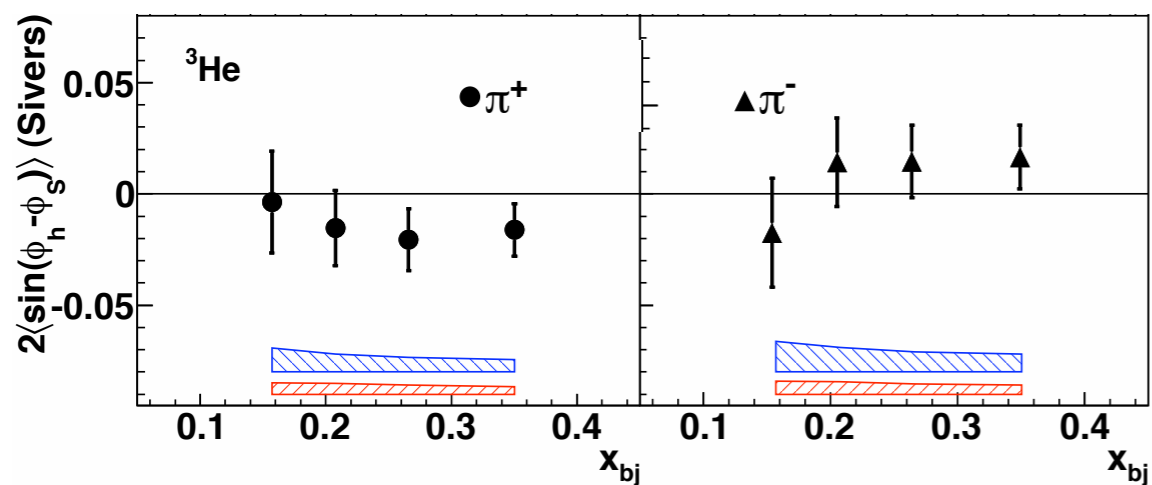 2⟨sin(ϕh-ϕS)⟩ (Sivers)
³He
π⁺
π⁻
0.05
0
-0.05
0.1 0.2 0.3 0.4 0.1 0.2 0.3 0.4
xbj xbj